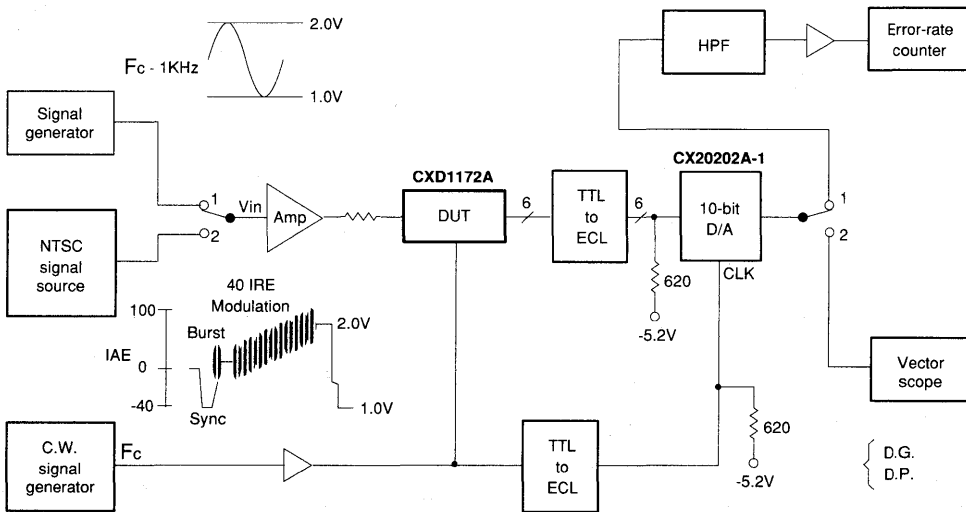 2.0V
Fc - 1KHz
1.0V
HPF
Error-rate
counter
Signal
generator
CXD1172A
CX20202A-1
1
Vin
2
Amp
DUT
6
TTL
to
ECL
6
10-bit
D/A
CLK
1
2
NTSC
signal
source
620
-5.2V
40 IRE
Modulation
100
Burst
2.0V
IAE
0
-40
Sync
1.0V
Vector
scope
C.W.
signal
generator
Fc
TTL
to
ECL
620
-5.2V
D.G.
D.P.